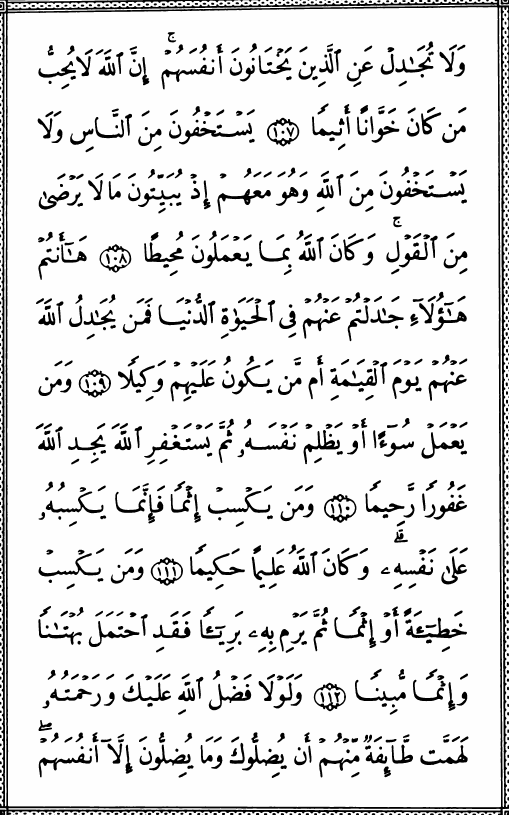 وَلَا تُجَـٰدِلْ عَنِ ٱلَّذِينَ يَخْتَانُونَ أَنفُسَهُمْ ۚ إِنَّ ٱللَّهَ لَا يُحِبُّ
مَن كَانَ خَوَّانًا أَثِيمًا ١٠٧ يَسْتَخْفُونَ مِنَ ٱلنَّاسِ وَلَا
يَسْتَخْفُونَ مِنَ ٱللَّهِ وَهُوَ مَعَهُمْ إِذْ يُبَيِّتُونَ مَا لَا يَرْضَىٰ
مِنَ ٱلْقَوْلِ ۚ وَكَانَ ٱللَّهُ بِمَا يَعْمَلُونَ مُحِيطًا ١٠٨ هَـٰٓأَنتُمْ
هَـٰٓؤُلَآءِ جَـٰدَلْتُمْ عَنْهُمْ فِى ٱلْحَيَوٰةِ ٱلدُّنْيَا فَمَن يُجَـٰدِلُ ٱللَّهَ
عَنْهُمْ يَوْمَ ٱلْقِيَـٰمَةِ أَم مَّن يَكُونُ عَلَيْهِمْ وَكِيلًا ١٠٩ وَمَن
يَعْمَلْ سُوٓءًا أَوْ يَظْلِمْ نَفْسَهُۥ ثُمَّ يَسْتَغْفِرِ ٱللَّهَ يَجِدِ ٱللَّهَ
غَفُورًا رَّحِيمًا ١١٠ وَمَن يَكْسِبْ إِثْمًا فَإِنَّمَا يَكْسِبُهُۥ
عَلَىٰ نَفْسِهِۦ ۚ وَكَانَ ٱللَّهُ عَلِيمًا حَكِيمًا ١١١ وَمَن يَكْسِبْ
خَطِيٓـَٔةً أَوْ إِثْمًا ثُمَّ يَرْمِ بِهِۦ بَرِيٓـًٔا فَقَدِ ٱحْتَمَلَ بُهْتَـٰنًا
وَإِثْمًا مُّبِينًا ١١٢ وَلَوْلَا فَضْلُ ٱللَّهِ عَلَيْكَ وَرَحْمَتُهُۥ
لَهَمَّت طَّآئِفَةٌ مِّنْهُمْ أَن يُضِلُّوكَ وَمَا يُضِلُّونَ إِلَّآ أَنفُسَهُمْ ۖ